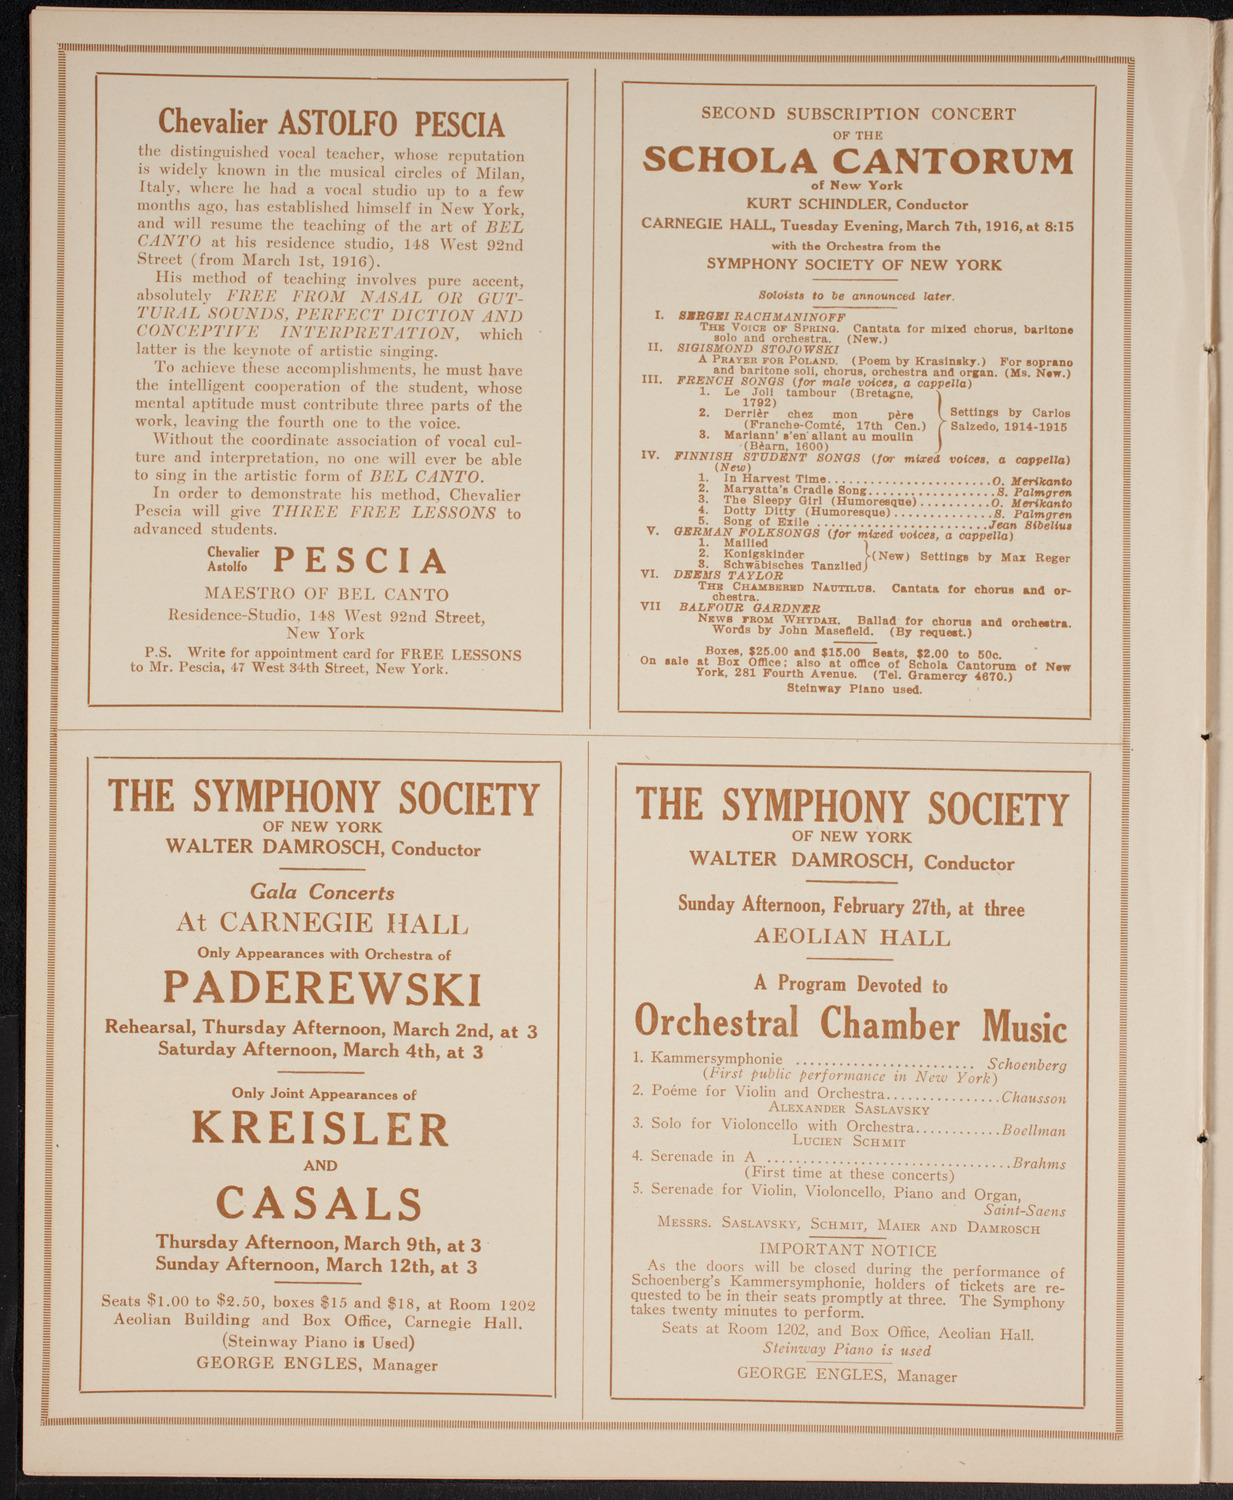 Chevalier ASTOLFO PESCIA
the distinguished vocal teacher, whose reputation
is widely known in the musical circles of Milan,
Italy, where he had a vocal studio up to a few
months ago, has established himself in New York,
and will resume the teaching of the art of BEL
CANTO at his residence studio, 148 West 92nd
Street (from March 1st, 1916).
His method of teaching involves pure accent,
absolutely FREE FROM NASAL OR GUT-
TURAL SOUNDS, PERFECT DICTION AND
CONCEPTIVE INTERPRETATION, which
latter is the keynote of artistic singing.
To achieve these accomplishments, he must have
the intelligent cooperation of the student, whose
mental aptitude must contribute three parts of the
work, leaving the fourth one to the voice.
Without the coordinate association of vocal cul-
ture and interpretation, no one will ever be able
to sing in the artistic form of BEL CANTO.
In order to demonstrate his method, Chevalier
Pescia will give THREE FREE LESSONS to
advanced students.
Chevalier Astolfo PESCIA
MAESTRO OF BEL CANTO
Residence-Studio, 148 West 92nd Street,
New York
P.S. Write for appointment card for FREE LESSONS
to Mr. Pescia, 47 West 34th Street, New York.
SECOND SUBSCRIPTION CONCERT
OF THE
SCHOLA CANTORUM
of New York
KURT SCHINDLER, Conductor
CARNEGIE HALL, Tuesday Evening, March 7th, 1916, at 8:15
with the Orchestra from the
SYMPHONY SOCIETY OF NEW YORK
Soloists to be announced later.
I. SERGEI RACHMANINOFF
THE VOICE OF SPRING. Cantata for mixed chorus, baritone
solo and orchestra. (New.)
II. SIGISMOND STOJOWSKI
A PRAYER FOR POLAND. (Poem by Krasinsky.) For soprano
and baritone soli, chorus, orchestra and organ. (Ms. New.)
III. FRENCH SONGS (for male voices, a cappella)
1. Le Joli tambour (Bretagne,
1792)
2. Derrièr chez mon père
(Franche-Comté, 17th Cen.)
3. Mariann' s'en allant au moulin
(Béarn, 1600)
Settings by Carlos
Salzedo, 1914-1915
IV. FINNISH STUDENT SONGS (for mixed voices, a cappella)
(New)
1. In Harvest Time........................O. Merikanto
2. Maryatta's Cradle Song..................S. Palmgren
3. The Sleepy Girl (Humoresque)..........O. Merikanto
4. Dotty Ditty (Humoresque)...............S. Palmgren
5. Song of Exile ........................Jean Sibelius
V. GERMAN FOLKSONGS (for mixed voices, a cappella)
1. Mailied
2. Konigskinder
3. Schwäbisches Tanzlied
(New) Settings by Max Reger
VI. DEEMS TAYLOR
THE CHAMBERED NAUTILUS. Cantata for chorus and or-
chestra.
VII BALFOUR GARDNER
NEWS FROM WHYDAH. Ballad for chorus and orchestra.
Words by John Masefield. (By request.)
Boxes, $25.00 and $15.00 Seats, $2.00 to 50c.
On sale at Box Office; also at office of Schola Cantorum of New
York, 281 Fourth Avenue. (Tel. Gramercy 4670.)
Steinway Piano used.
THE SYMPHONY SOCIETY
OF NEW YORK
WALTER DAMROSCH, Conductor
Gala Concerts
At CARNEGIE HALL
Only Appearances with Orchestra of
PADEREWSKI
Rehearsal, Thursday Afternoon, March 2nd, at 3
Saturday Afternoon, March 4th, at 3
Only Joint Appearances of
KREISLER
AND
CASALS
Thursday Afternoon, March 9th, at 3
Sunday Afternoon, March 12th, at 3
Seats $1.00 to $2.50, boxes $15 and $18, at Room 1202
Aeolian Building and Box Office, Carnegie Hall.
(Steinway Piano is Used)
GEORGE ENGLES, Manager
THE SYMPHONY SOCIETY
OF NEW YORK
WALTER DAMROSCH, Conductor
Sunday Afternoon, February 27th, at three
AEOLIAN HALL
A Program Devoted to
Orchestral Chamber Music
1. Kammersymphonie ........................ Schoenberg
(First public performance in New York)
2. Poéme for Violin and Orchestra................Chausson
ALEXANDER SASLAVSKY
3. Solo for Violoncello with Orchestra............Boellman
LUCIEN SCHMIT
4. Serenade in A .................................Brahms
(First time at these concerts)
5. Serenade for Violin, Violoncello, Piano and Organ,
Saint-Saens
MESSRS. SASLAVSKY, SCHMIT, MAIER AND DAMROSCH
IMPORTANT NOTICE
As the doors will be closed during the performance of
Schoenberg's Kammersymphonie, holders of tickets are re-
quested to be in their seats promptly at three. The Symphony
takes twenty minutes to perform.
Seats at Room 1202, and Box Office, Aeolian Hall.
Steinway Piano is used
GEORGE ENGLES, Manager